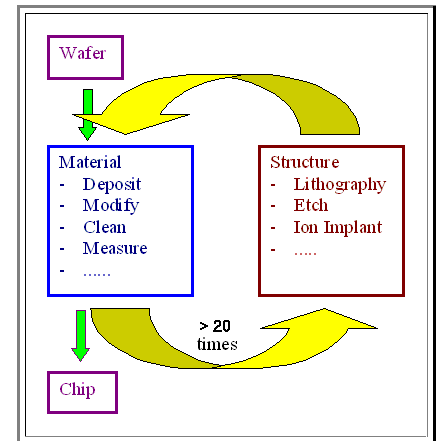 Wafer
Material
- Deposit
- Modify
- Clean
- Measure
- ......
Structure
- Lithography
- Etch
- Ion Implant
- .....
> 20
times
Chip